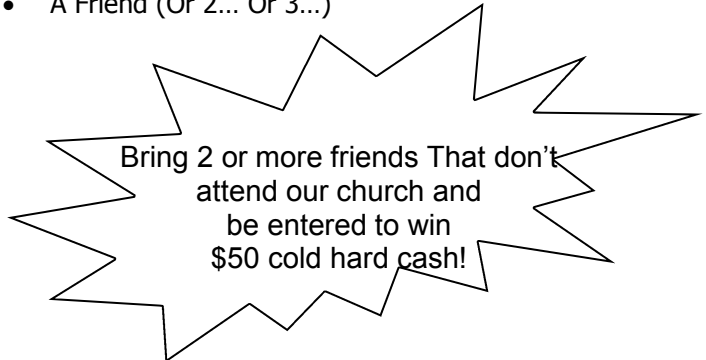 • A Friend (Or 2... Or 3...)
Bring 2 or more friends That don't
attend our church and
be entered to win
$50 cold hard cash!